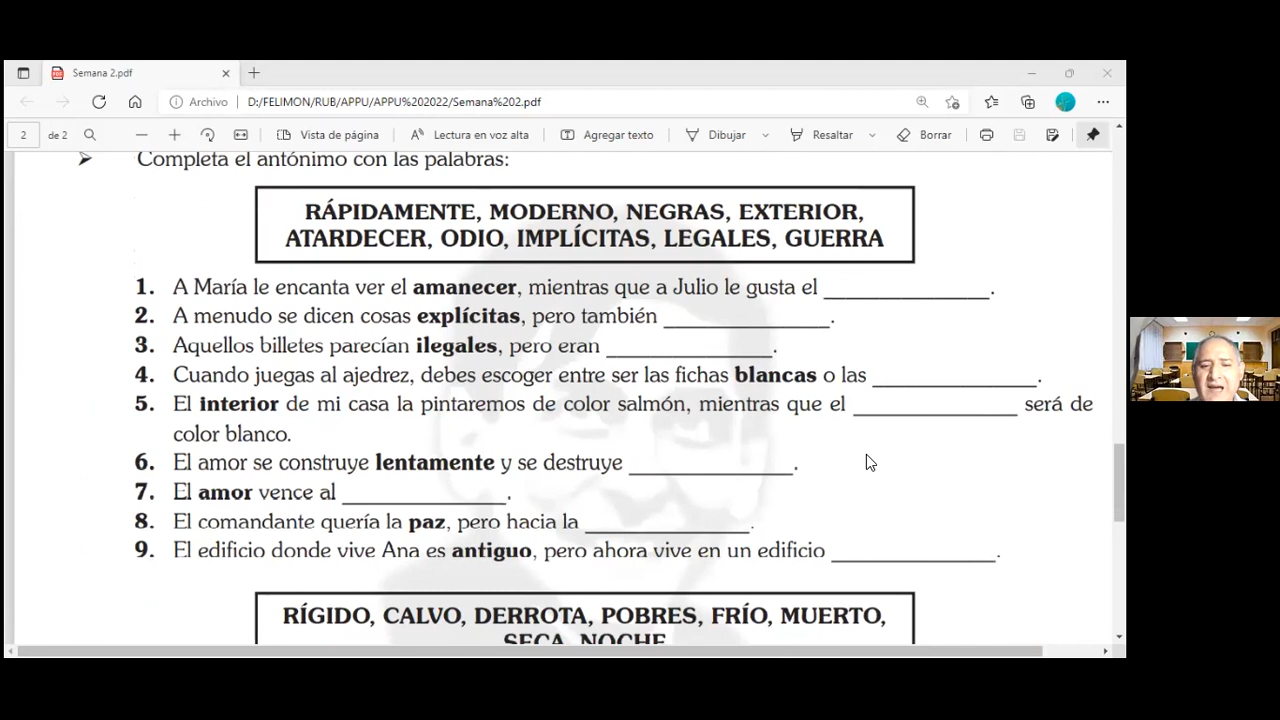 Semana 2.pdf
Archivo D:/FELIMON/RUB/APPU/APPU%202022/Semana%202.pdf
2 de 2 Vista de página Lectura en voz alta Agregar texto Dibujar Resaltar Borrar
Completa el antónimo con las palabras:
RÁPIDAMENTE, MODERNO, NEGRAS, EXTERIOR,
ATARDECER, ODIO, IMPLÍCITAS, LEGALES, GUERRA
1. A María le encanta ver el amanecer, mientras que a Julio le gusta el _______________.
2. A menudo se dicen cosas explícitas, pero también _______________.
3. Aquellos billetes parecían ilegales, pero eran _______________.
4. Cuando juegas al ajedrez, debes escoger entre ser las fichas blancas o las _______________.
5. El interior de mi casa la pintaremos de color salmón, mientras que el _______________ será de
color blanco.
6. El amor se construye lentamente y se destruye _______________.
7. El amor vence al _______________.
8. El comandante quería la paz, pero hacia la _______________.
9. El edificio donde vive Ana es antiguo, pero ahora vive en un edificio _______________.
RÍGIDO, CALVO, DERROTA, POBRES, FRÍO, MUERTO,
SECA, NOCHE